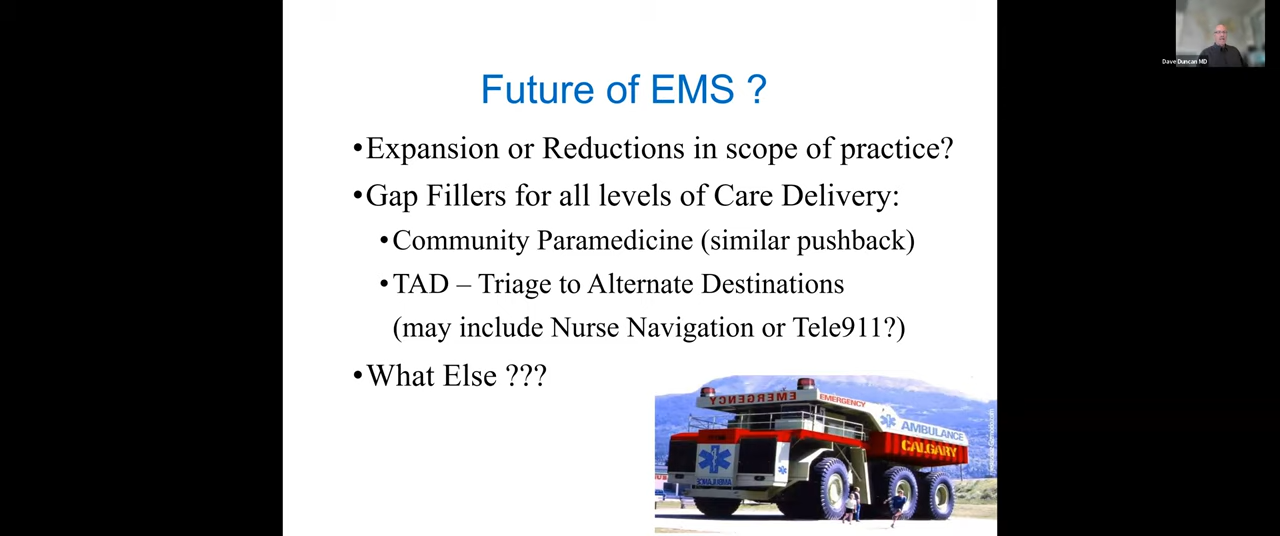 Dave Duncan MD
Future of EMS ?
•Expansion or Reductions in scope of practice?
•Gap Fillers for all levels of Care Delivery:
•Community Paramedicine (similar pushback)
•TAD – Triage to Alternate Destinations
(may include Nurse Navigation or Tele911?)
•What Else ???
EMERGENCY
EMERGENCY
AMBULANCE
CALGARY
AMBULANCE